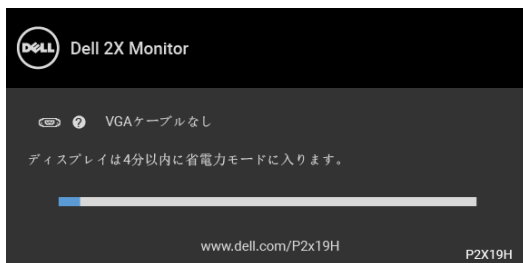 DELL
Dell 2X Monitor
VGAケーブルなし
ディスプレイは4分以内に省電力モードに入ります。
www.dell.com/P2x19H
P2X19H